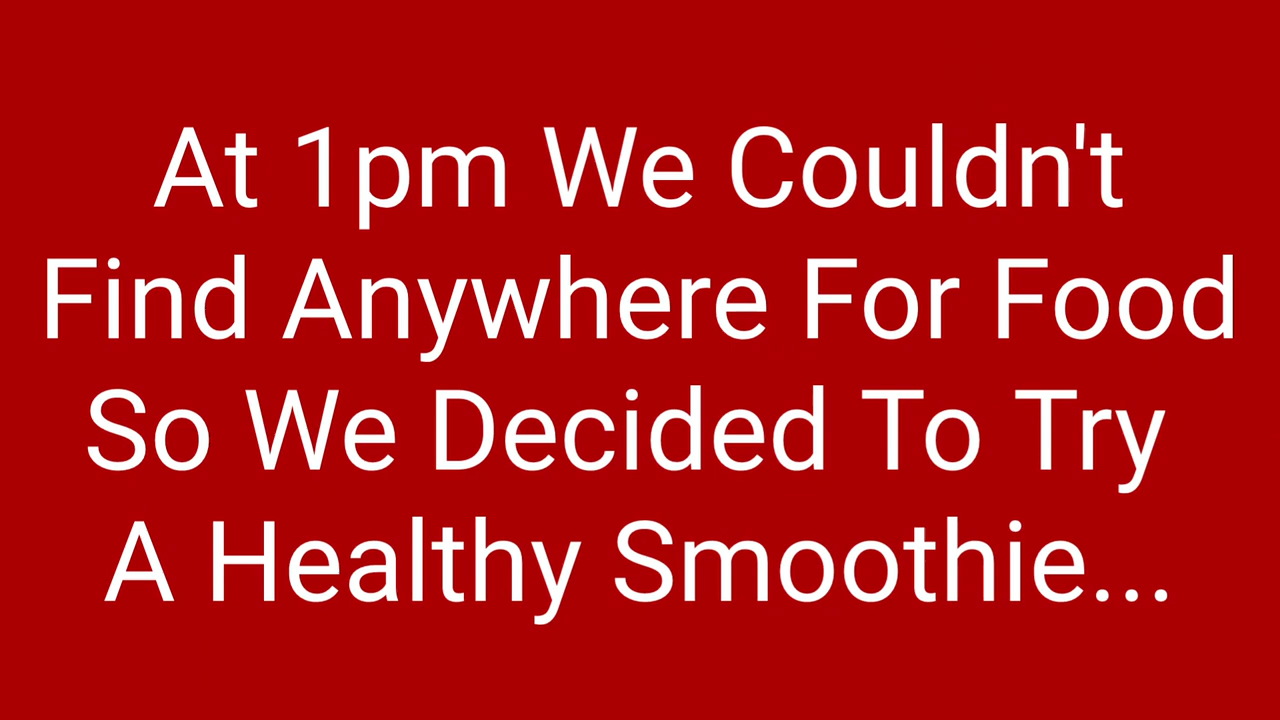 At 1pm We Couldn't
Find Anywhere For Food
So We Decided To Try
A Healthy Smoothie...